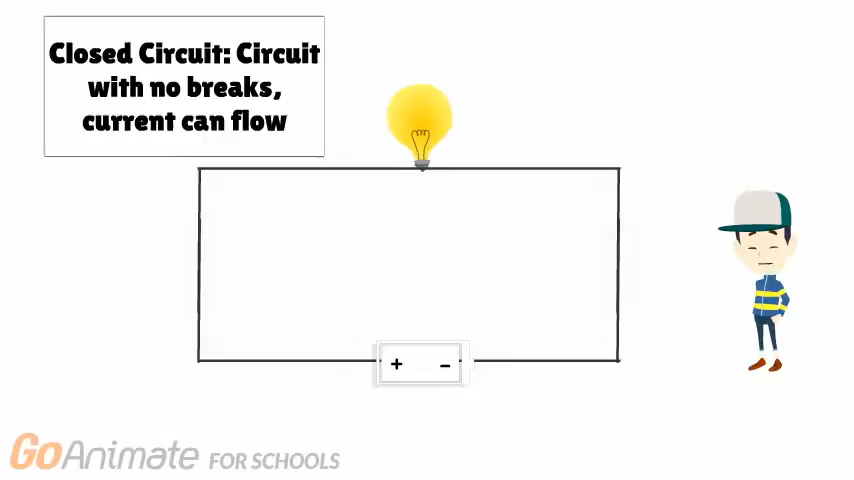 Closed Circuit: Circuit
with no breaks,
current can flow
+ -
GoAnimate FOR SCHOOLS